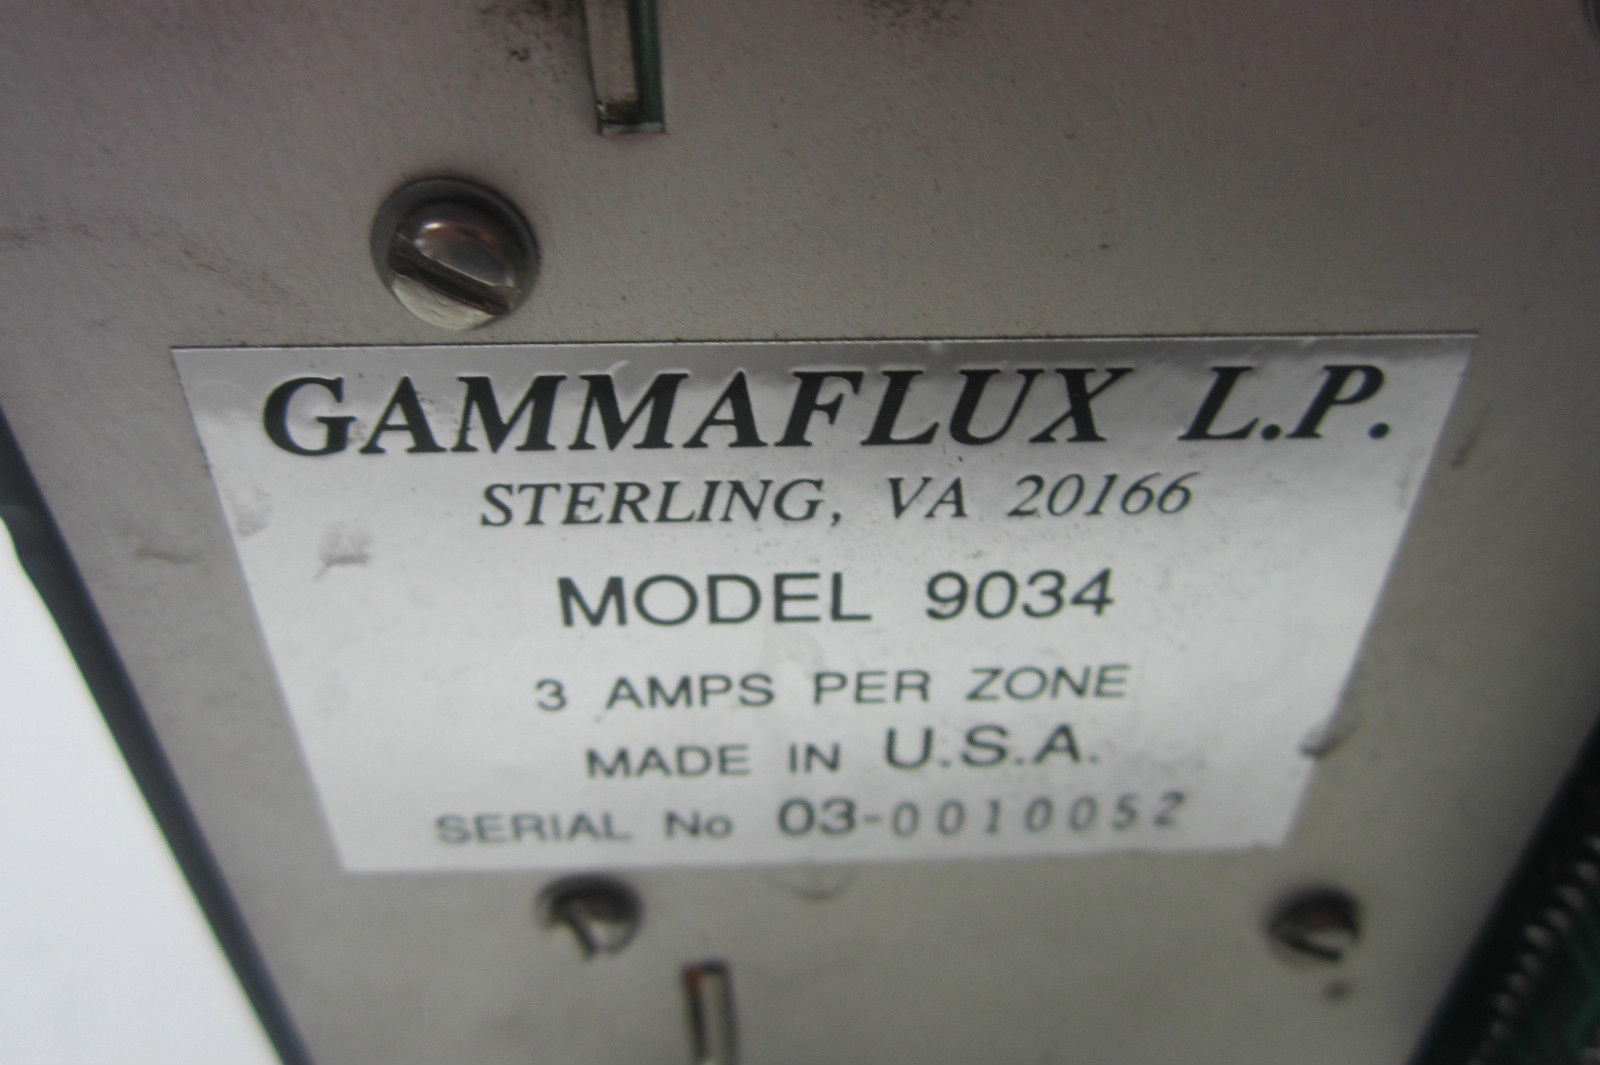 GAMMAFLUX L.P.
STERLING, VA 20166
MODEL 9034
3 AMPS PER ZONE
MADE IN U.S.A.
SERIAL No 03-0010052